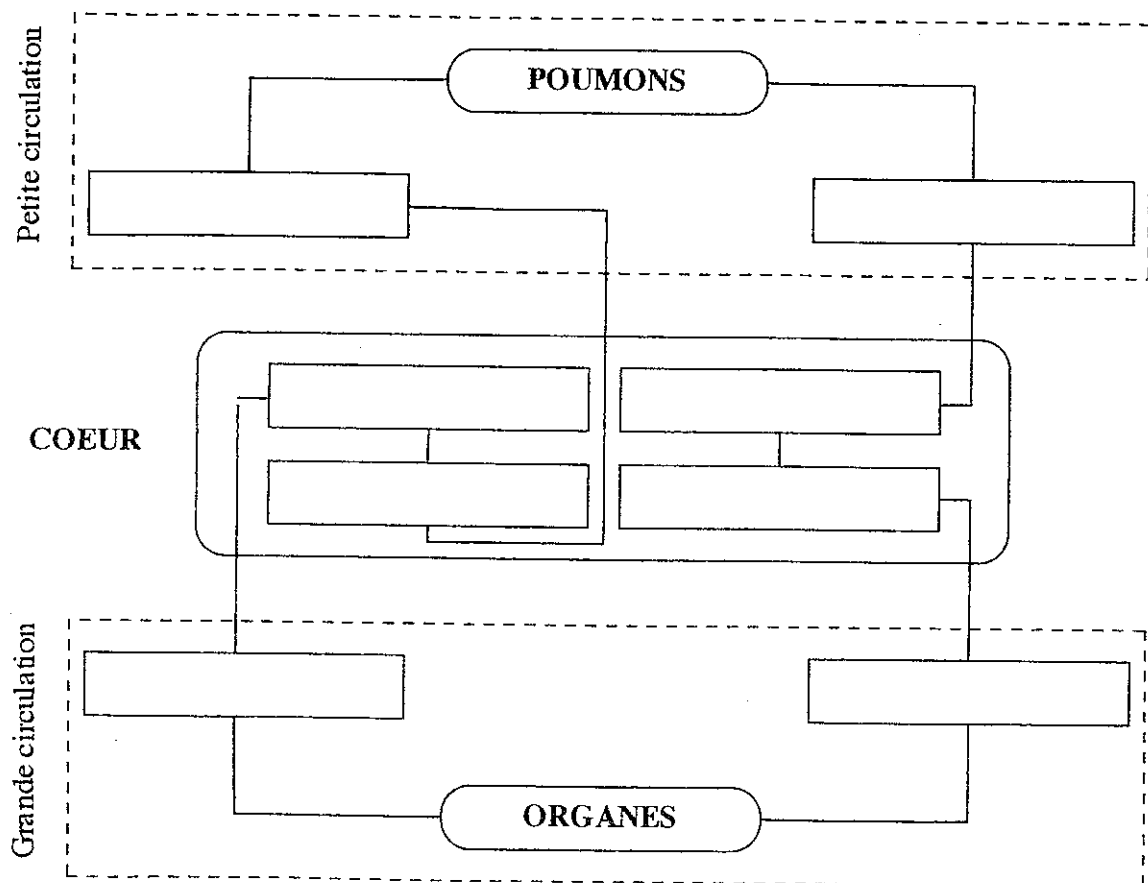 Petite circulation
POUMONS
COEUR
Grande circulation
ORGANES